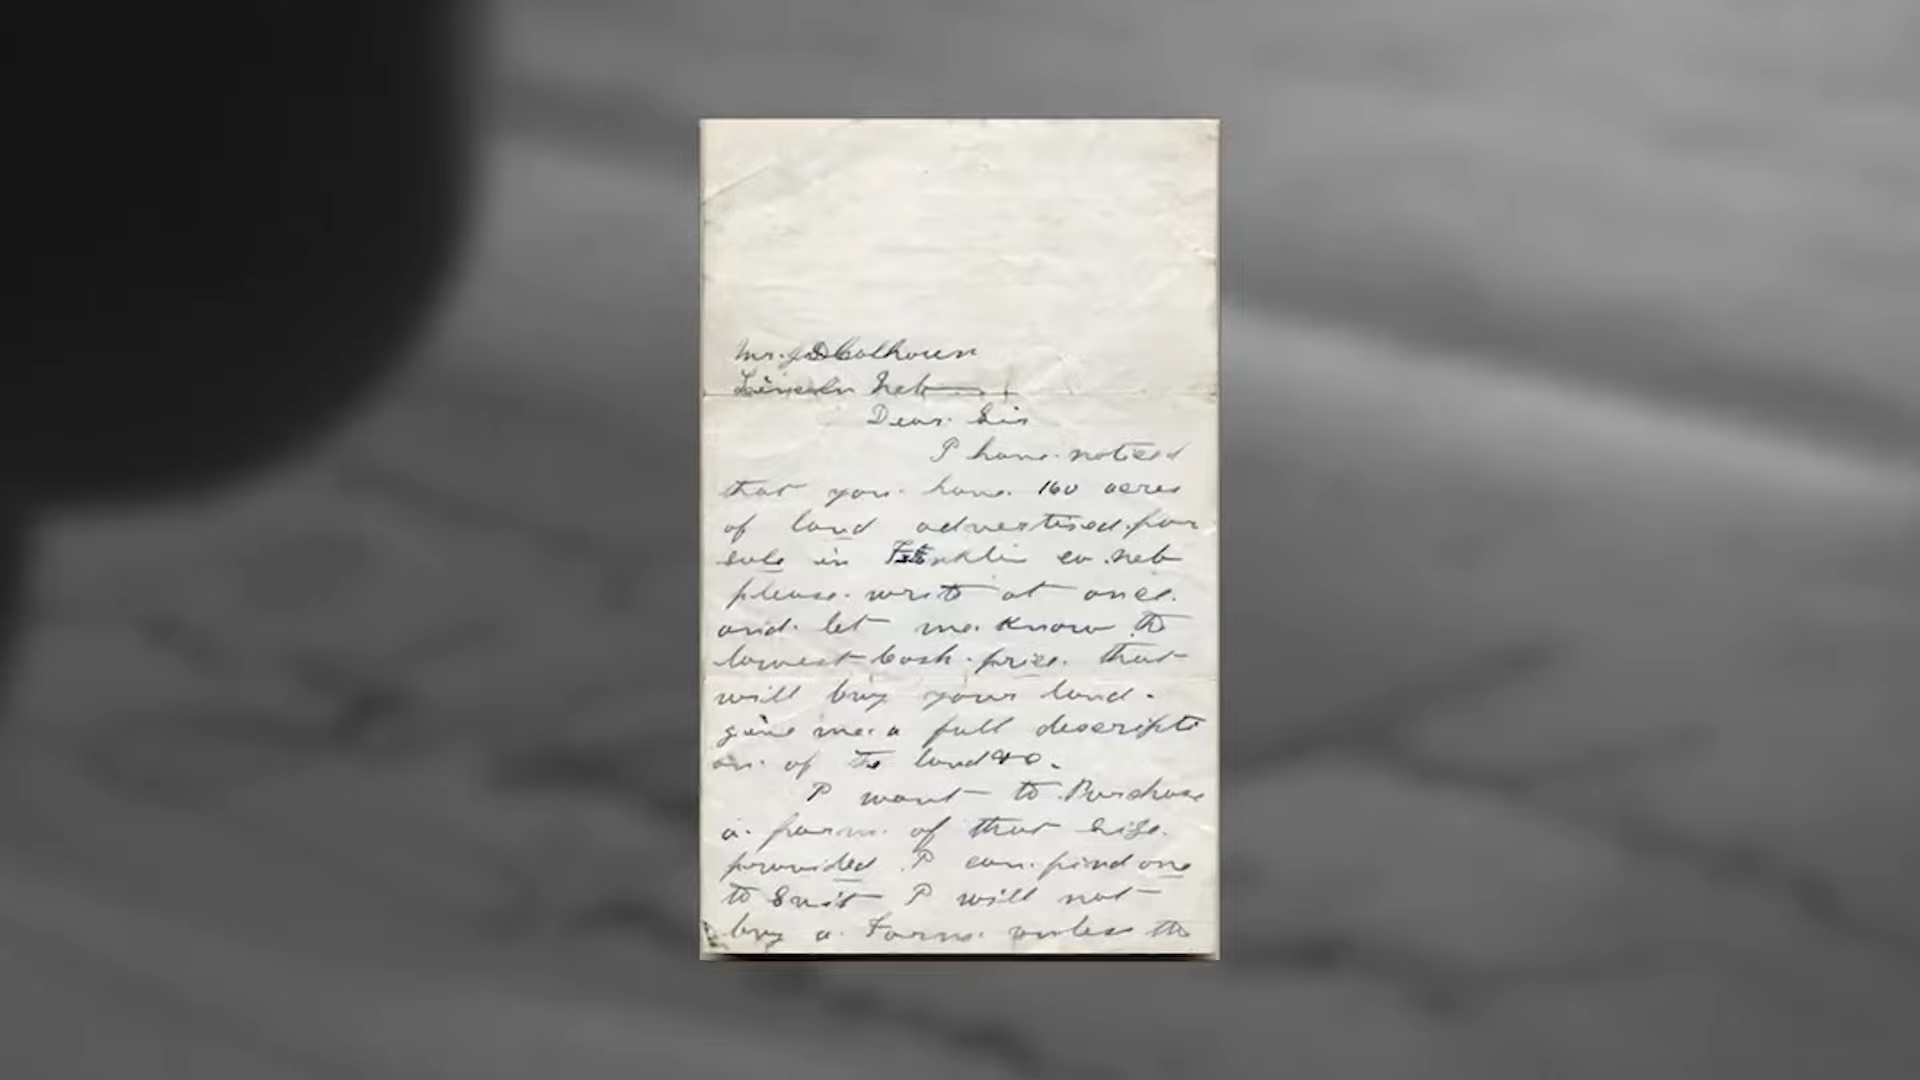 Mr. J D Calhoun
Lincoln Neb
Dear. Sir
I have. noticed
that you. have. 160 acres
of land advertised. for
sale in Franklin co. Neb
please. write at once.
and. let me. Know the
lowest Cash. price. that
will buy your land.
give me. a full descripti
on. of the land &c.
I want to. Purchase
a. farm. of that size.
provided. I can. find one
to Suit I will not
buy a. Farm. unless the